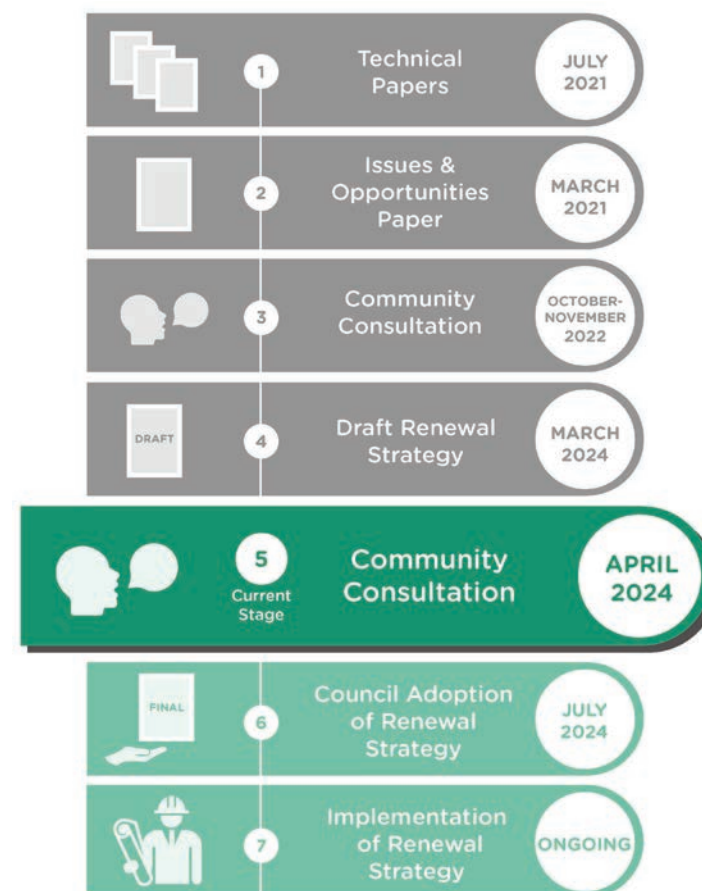 1
Technical
Papers
JULY
2021
2
Issues &
Opportunities
Paper
MARCH
2021
3
Community
Consultation
OCTOBER-
NOVEMBER
2022
DRAFT
4
Draft Renewal
Strategy
MARCH
2024
5
Current
Stage
Community
Consultation
APRIL
2024
FINAL
6
Council Adoption
of Renewal
Strategy
JULY
2024
7
Implementation
of Renewal
Strategy
ONGOING